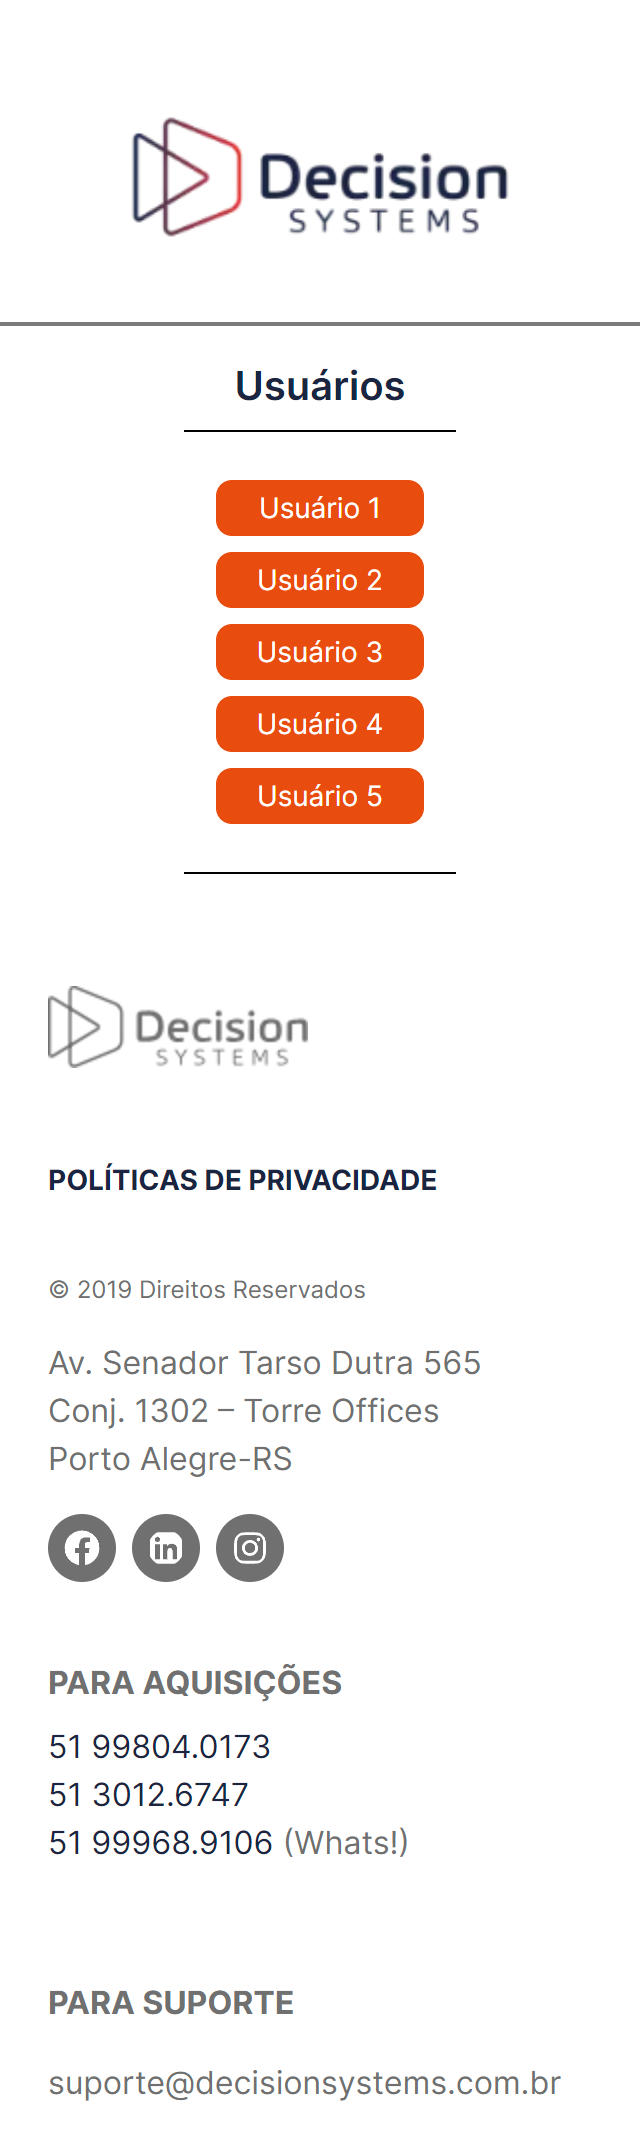 Decision
SYSTEMS
Usuários
Usuário 1
Usuário 2
Usuário 3
Usuário 4
Usuário 5
Decision
SYSTEMS
POLÍTICAS DE PRIVACIDADE
© 2019 Direitos Reservados
Av. Senador Tarso Dutra 565
Conj. 1302 – Torre Offices
Porto Alegre-RS
PARA AQUISIÇÕES
51 99804.0173
51 3012.6747
51 99968.9106 (Whats!)
PARA SUPORTE
suporte@decisionsystems.com.br